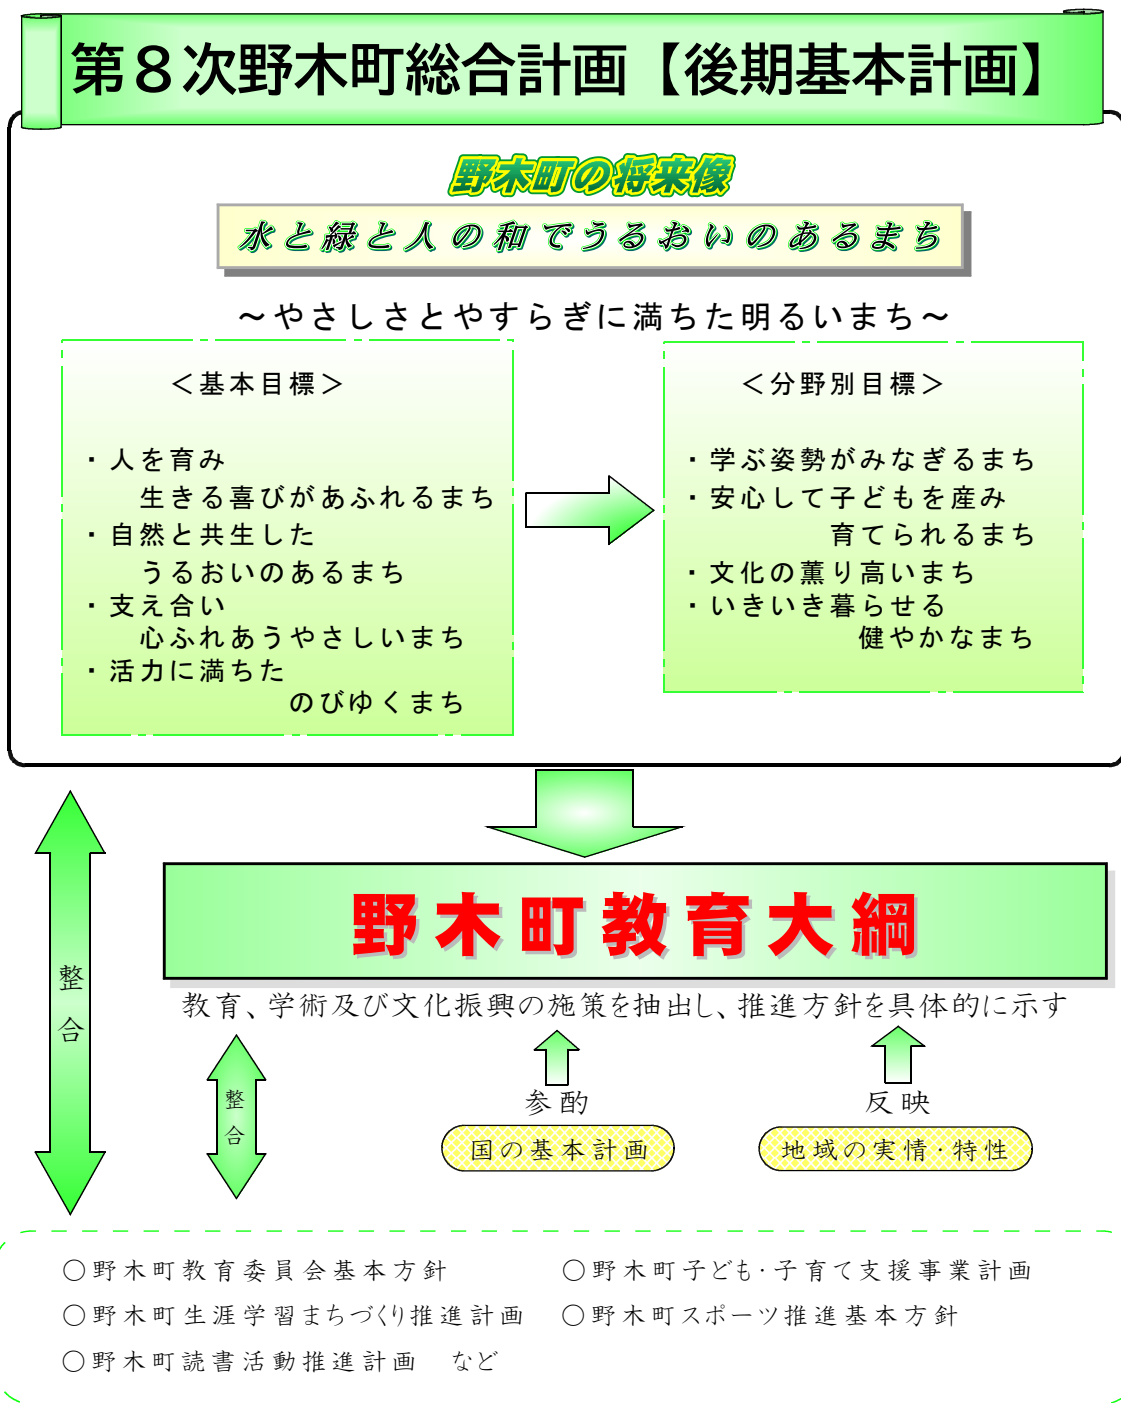 第８次野木町総合計画【後期基本計画】
野木町の将来像
水と緑と人の和でうるおいのあるまち
～やさしさとやすらぎに満ちた明るいまち～
＜基本目標＞
・人を育み
生きる喜びがあふれるまち
・自然と共生した
うるおいのあるまち
・支え合い
心ふれあうやさしいまち
・活力に満ちた
のびゆくまち
＜分野別目標＞
・学ぶ姿勢がみなぎるまち
・安心して子どもを産み
育てられるまち
・文化の薫り高いまち
・いきいき暮らせる
健やかなまち
野木町教育大綱
教育、学術及び文化振興の施策を抽出し、推進方針を具体的に示す
整合
整合
参酌
国の基本計画
反映
地域の実情・特性
○野木町教育委員会基本方針
○野木町子ども・子育て支援事業計画
○野木町生涯学習まちづくり推進計画
○野木町スポーツ推進基本方針
○野木町読書活動推進計画　など